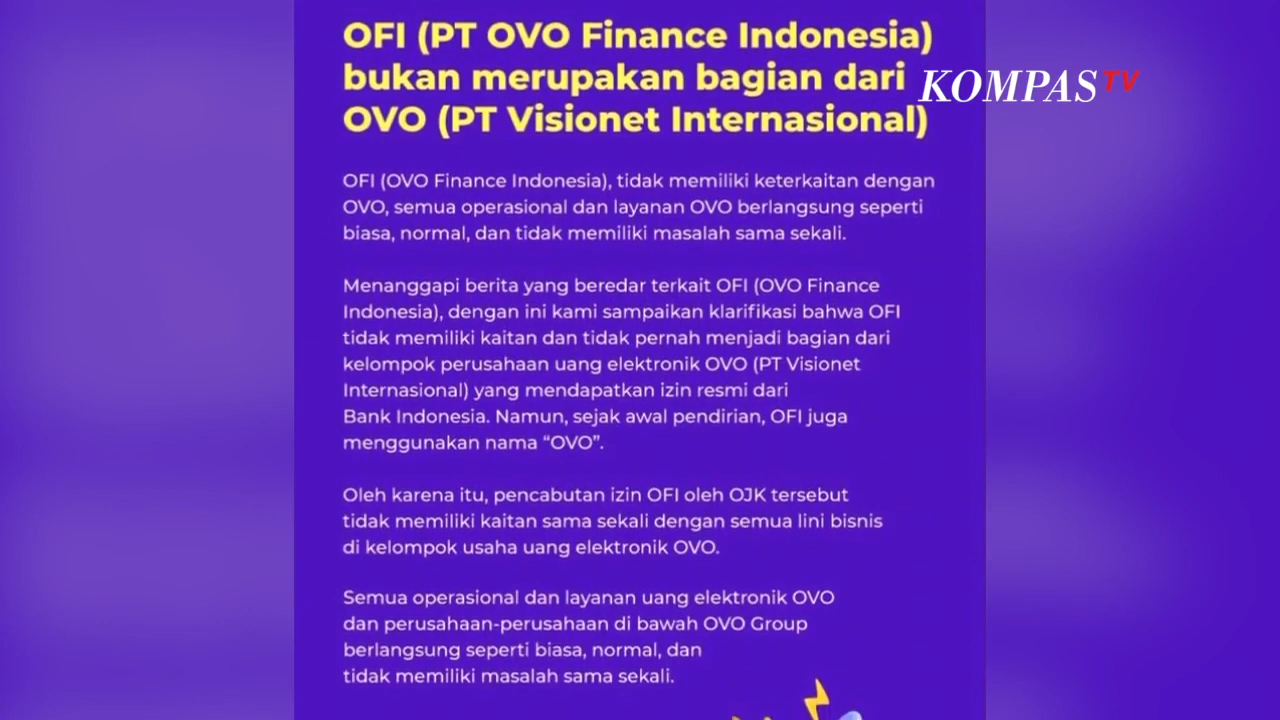 OFI (PT OVO Finance Indonesia)
bukan merupakan bagian dari
OVO (PT Visionet Internasional)
KOMPAS TV
OFI (OVO Finance Indonesia), tidak memiliki keterkaitan dengan
OVO, semua operasional dan layanan OVO berlangsung seperti
biasa, normal, dan tidak memiliki masalah sama sekali.
Menanggapi berita yang beredar terkait OFI (OVO Finance
Indonesia), dengan ini kami sampaikan klarifikasi bahwa OFI
tidak memiliki kaitan dan tidak pernah menjadi bagian dari
kelompok perusahaan uang elektronik OVO (PT Visionet
Internasional) yang mendapatkan izin resmi dari
Bank Indonesia. Namun, sejak awal pendirian, OFI juga
menggunakan nama “OVO”.
Oleh karena itu, pencabutan izin OFI oleh OJK tersebut
tidak memiliki kaitan sama sekali dengan semua lini bisnis
di kelompok usaha uang elektronik OVO.
Semua operasional dan layanan uang elektronik OVO
dan perusahaan-perusahaan di bawah OVO Group
berlangsung seperti biasa, normal, dan
tidak memiliki masalah sama sekali.